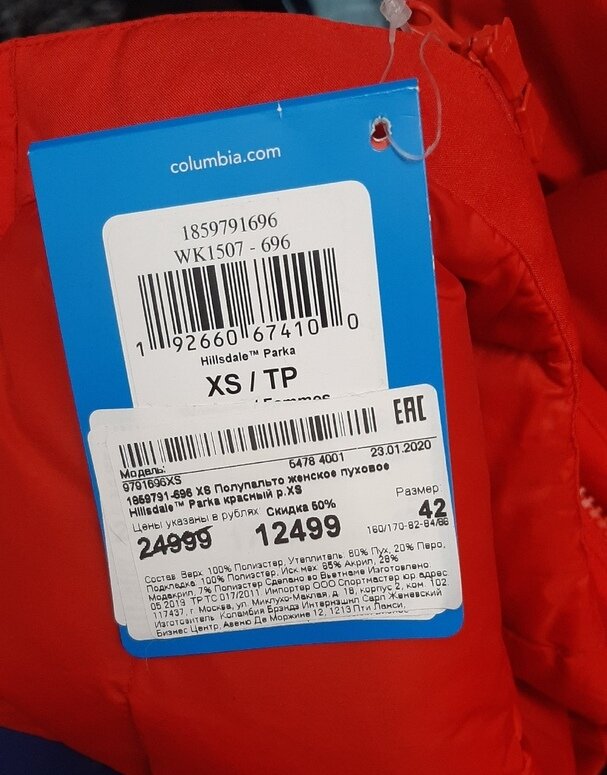 columbia.com
1859791696
WK1507 - 696
1 92660 67410 0
Hillsdale™ Parka
XS / TP
/ Femmes
EAC
Модель: 6478 4001 23.01.2020
9791696XS
1859791-696 XS Полупальто женское пуховое
Hillsdale™ Parka красный р.XS
Цены указаны в рублях Скидка 50% Размер:
24999 12499 42
160/170-82-84/88
Состав: Верх: 100% Полиэстер, Утеплитель: 80% Пух, 20% Перо,
Подкладка: 100% Полиэстер, Иск.мех: 65% Акрил, 28%
Модакрил, 7% Полиэстер Сделано во Вьетнаме Изготовлено:
05.2019 ТР ТС 017/2011. Импортер ООО Спортмастер юр.адрес:
117437, г. Москва, ул. Миклухо-Маклая, д. 18, корпус 2, ком. 102
Изготовитель: Коламбия Брэндз Интернэшнл Сарл Женевский
Бизнес Центр, Авеню Де Моржине 12, 1213 Пти Ланси,